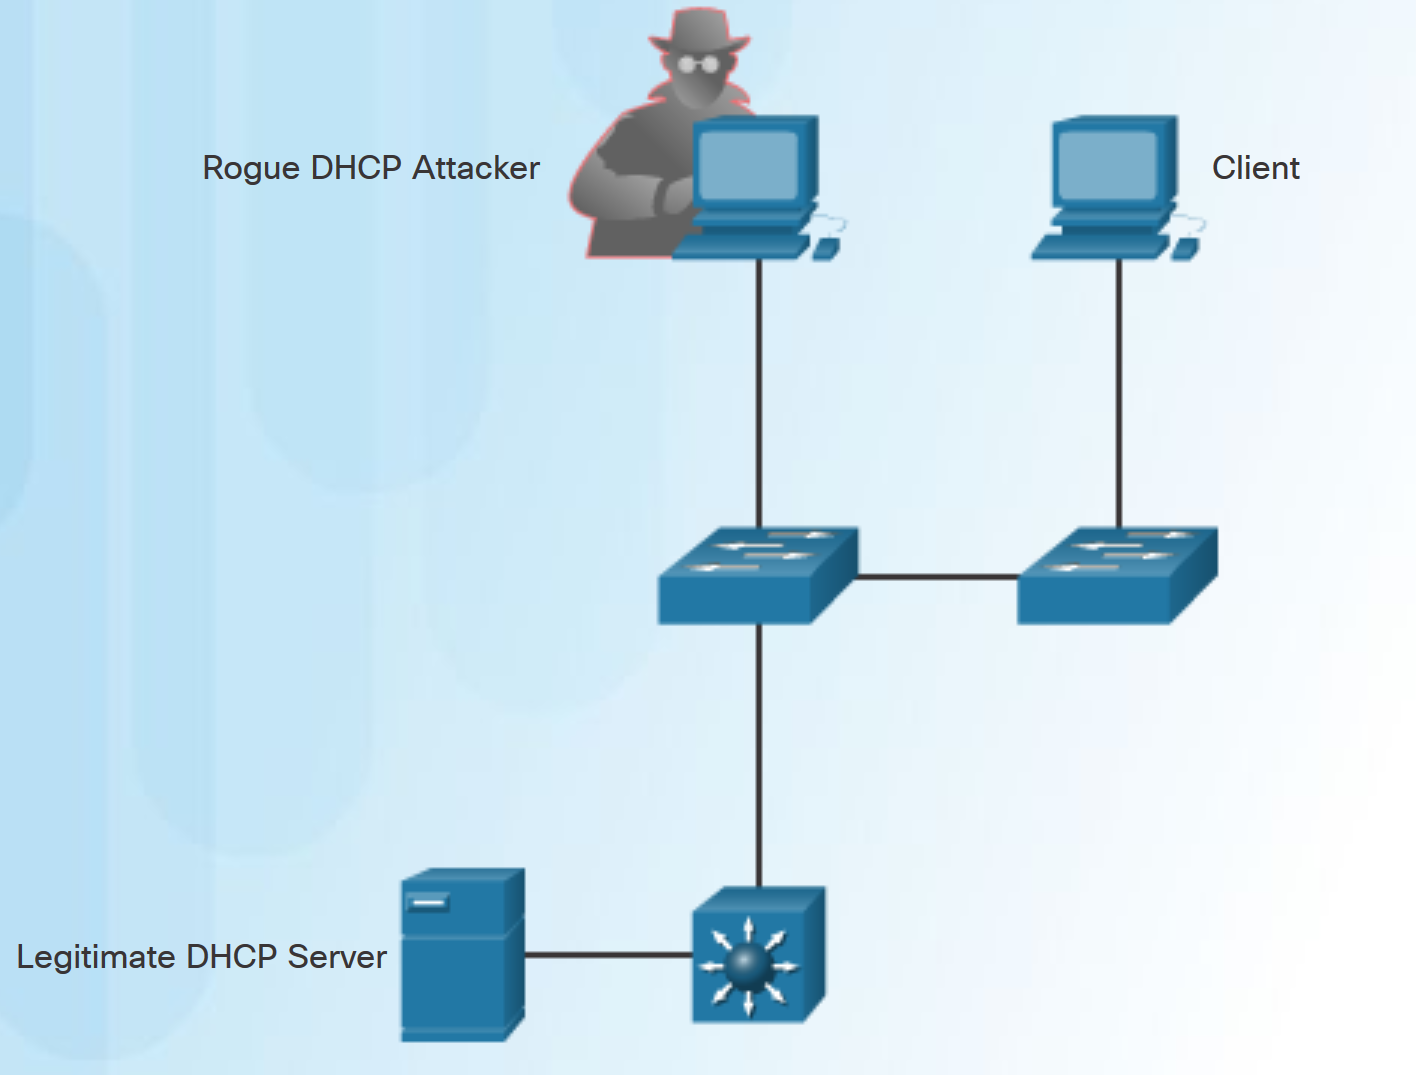 Rogue DHCP Attacker
Client
Legitimate DHCP Server